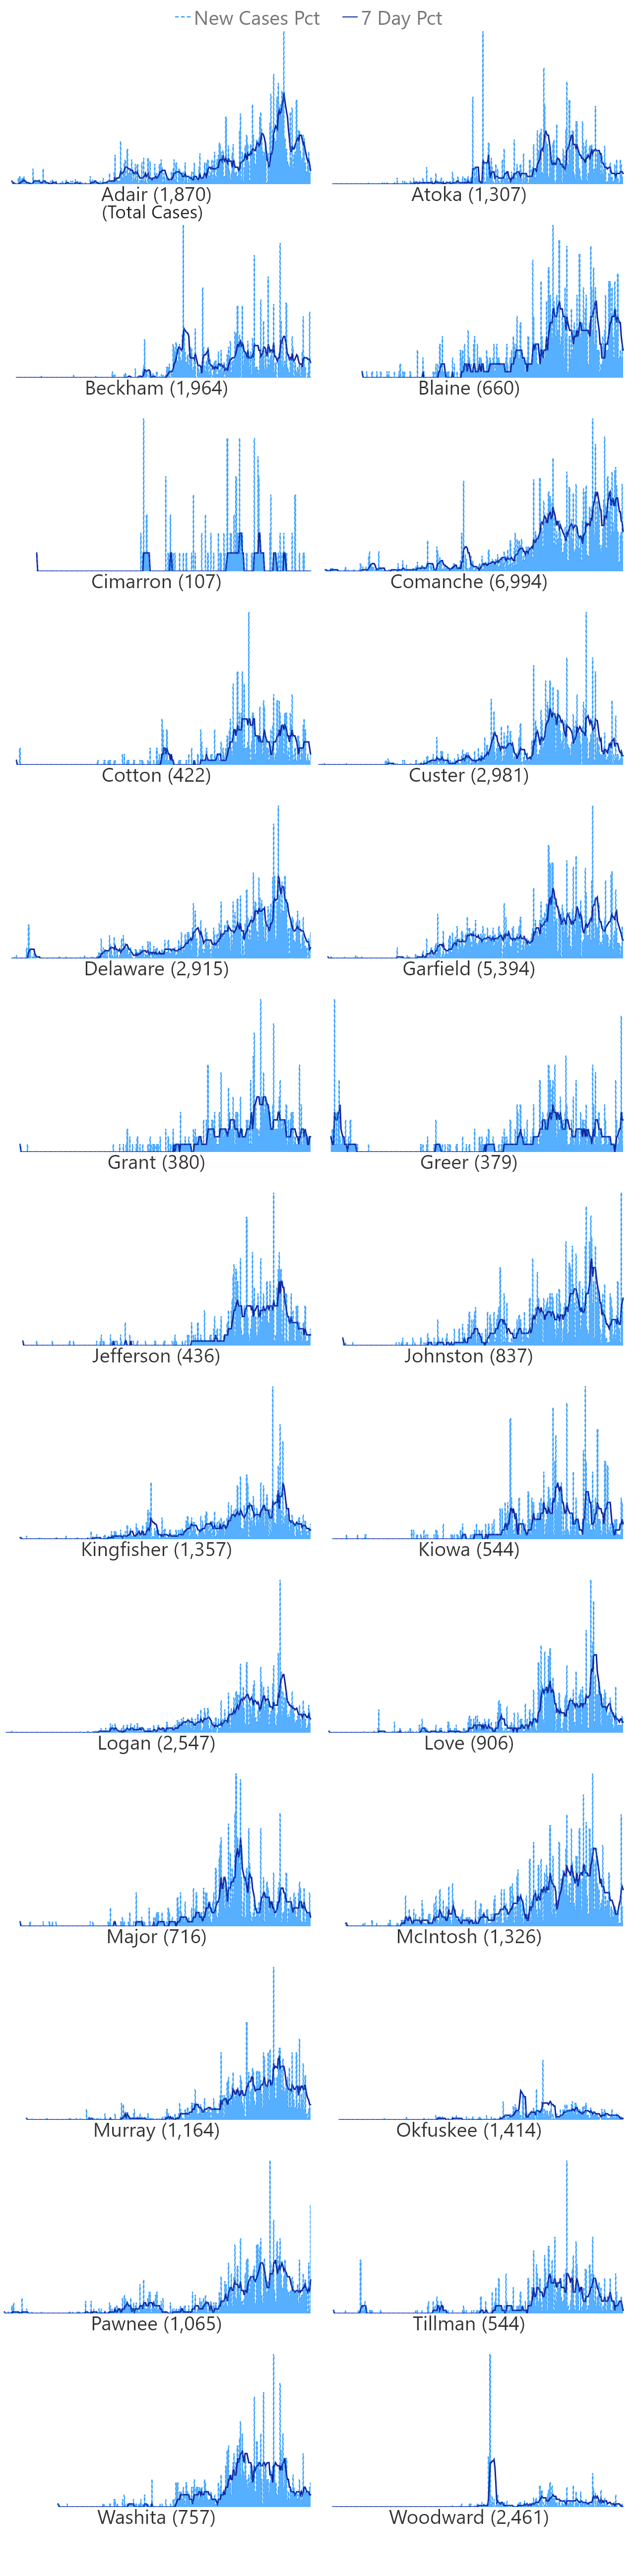 New Cases Pct 7 Day Pct
Adair (1,870) Atoka (1,307)
(Total Cases)
Beckham (1,964) Blaine (660)
Cimarron (107) Comanche (6,994)
Cotton (422) Custer (2,981)
Delaware (2,915) Garfield (5,394)
Grant (380) Greer (379)
Jefferson (436) Johnston (837)
Kingfisher (1,357) Kiowa (544)
Logan (2,547) Love (906)
Major (716) McIntosh (1,326)
Murray (1,164) Okfuskee (1,414)
Pawnee (1,065) Tillman (544)
Washita (757) Woodward (2,461)